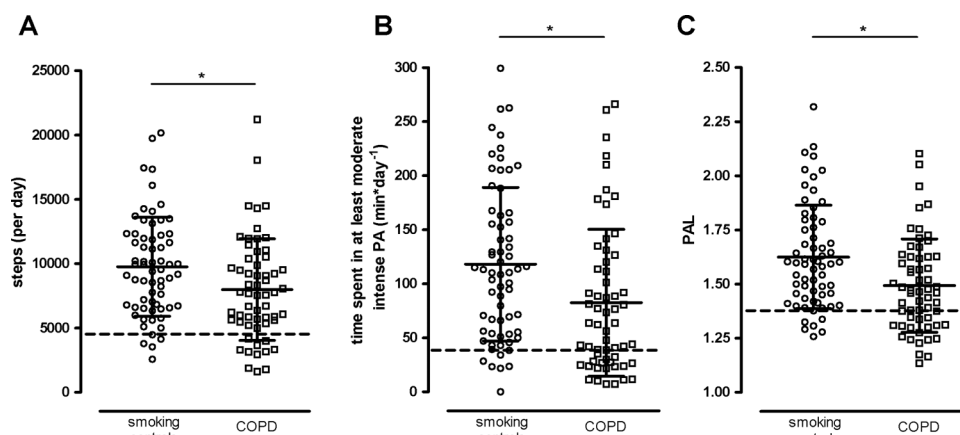 A
B
C
*
*
*
steps (per day)
25000
20000
15000
10000
5000
0
smoking
COPD
time spent in at least moderate
intense PA (min*day-1)
300
250
200
150
100
50
0
smoking
COPD
PAL
2.50
2.25
2.00
1.75
1.50
1.25
1.00
smoking
COPD